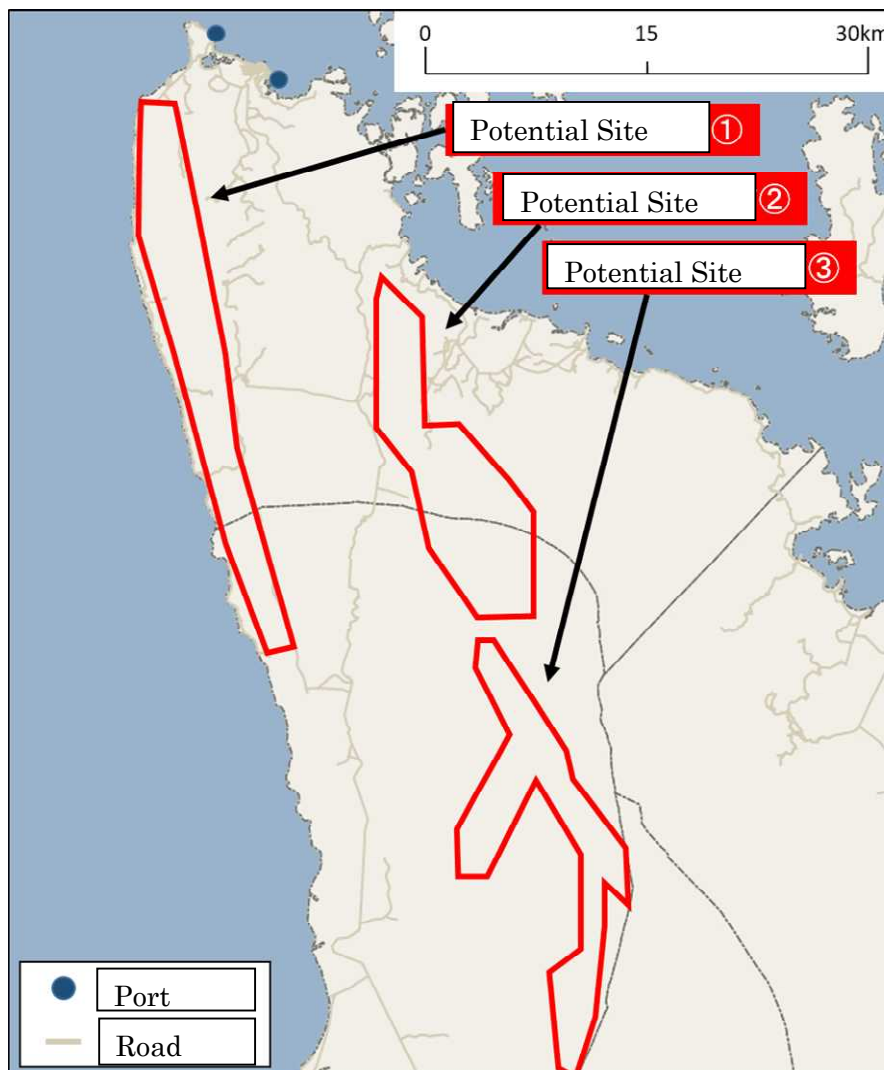 0 15 30km
Potential Site ①
Potential Site ②
Potential Site ③
Port
Road